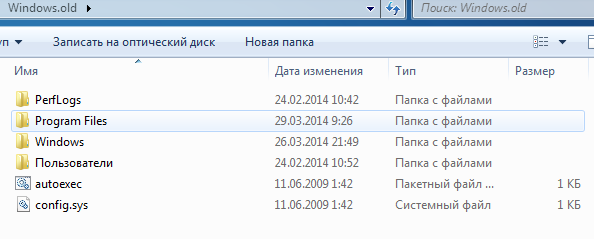 Windows.old
Поиск: Windows.old
уп Записать на оптический диск Новая папка
Имя Дата изменения Тип Размер
PerfLogs 24.02.2014 10:42 Папка с файлами
Program Files 29.03.2014 9:26 Папка с файлами
Windows 26.03.2014 21:49 Папка с файлами
Пользователи 24.02.2014 10:52 Папка с файлами
autoexec 11.06.2009 1:42 Пакетный файл ... 1 КБ
config.sys 11.06.2009 1:42 Системный файл 1 КБ